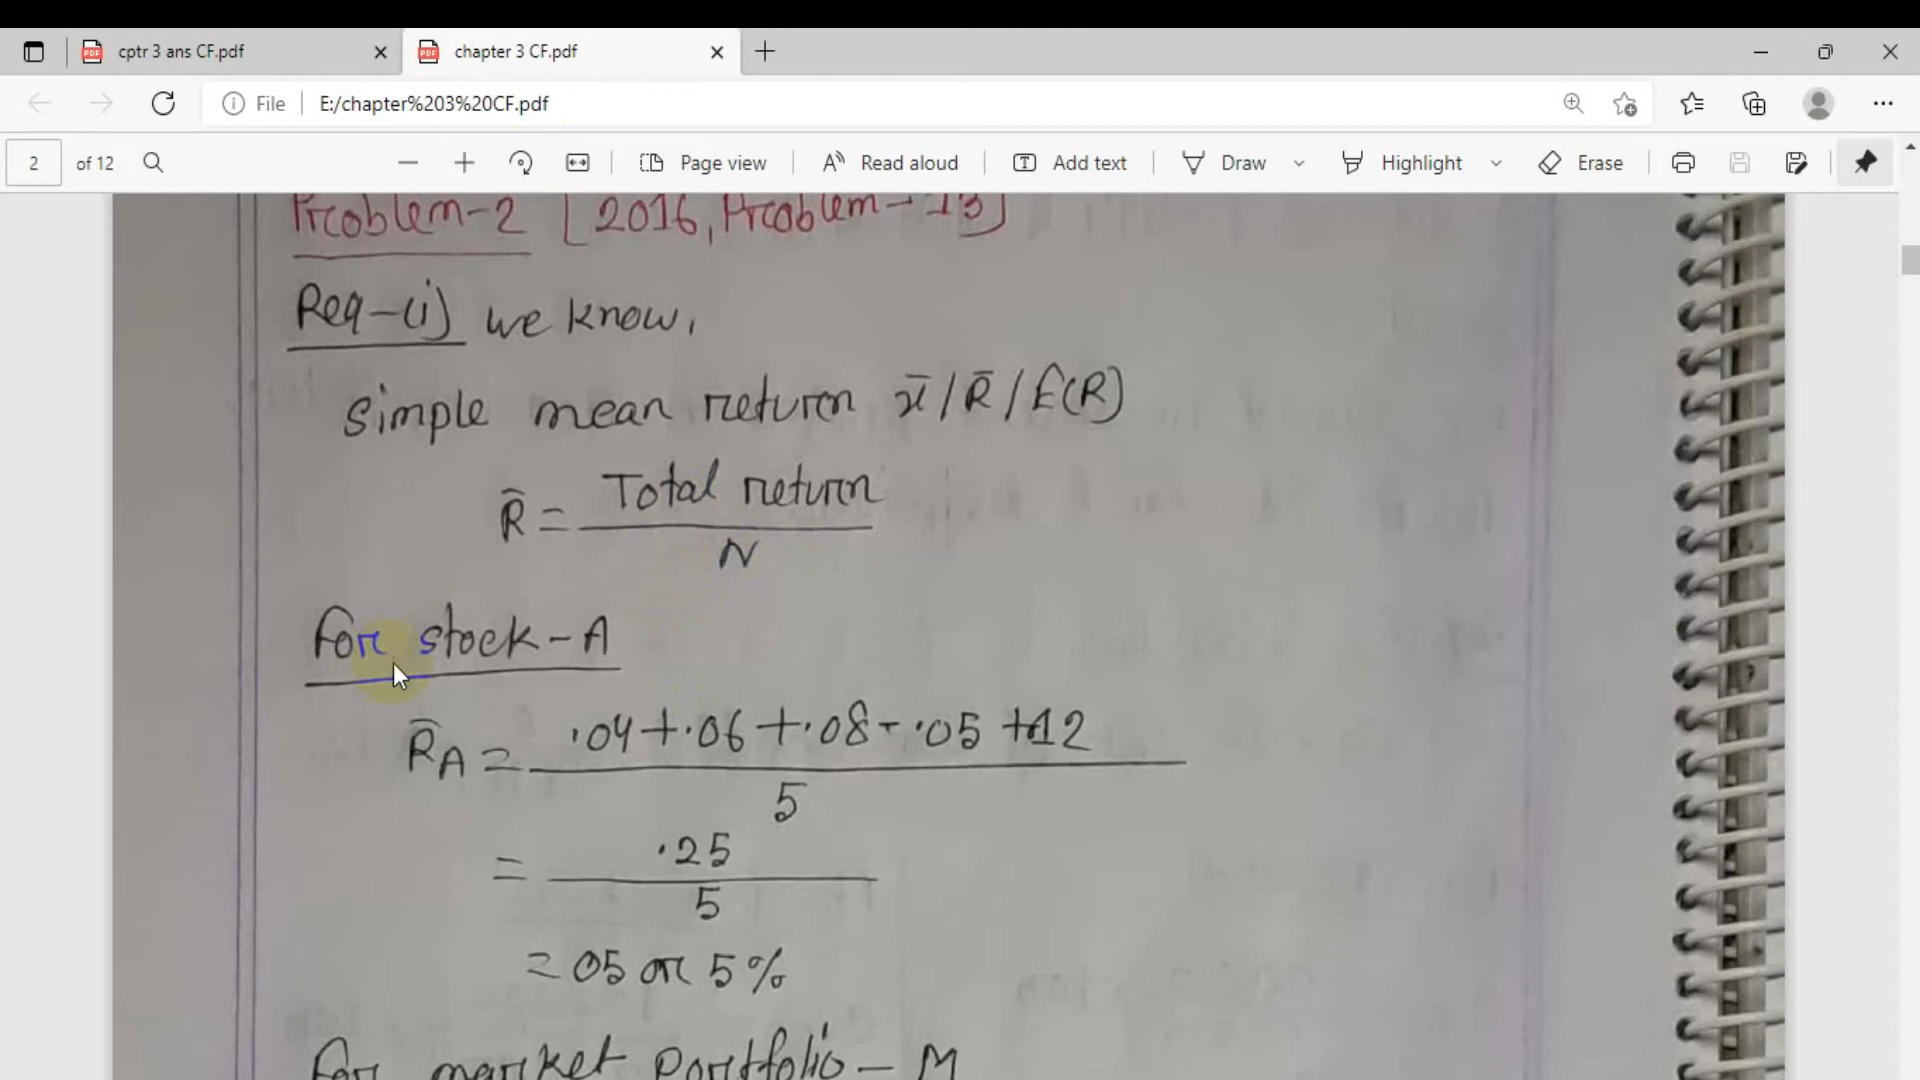 cptr 3 ans CF.pdf
chapter 3 CF.pdf
File E:/chapter%203%20CF.pdf
2 of 12 Page view Read aloud Add text Draw Highlight Erase
Problem-2 [2016, Problem-13]
Req-(i) we know,
simple mean return x̄/R̄/E(R)
R̄ = Total return
N
For stock-A
R̄A = .04+.06+.08-.05+.12
5
= .25
5
= 05 or 5%
For market portfolio - M